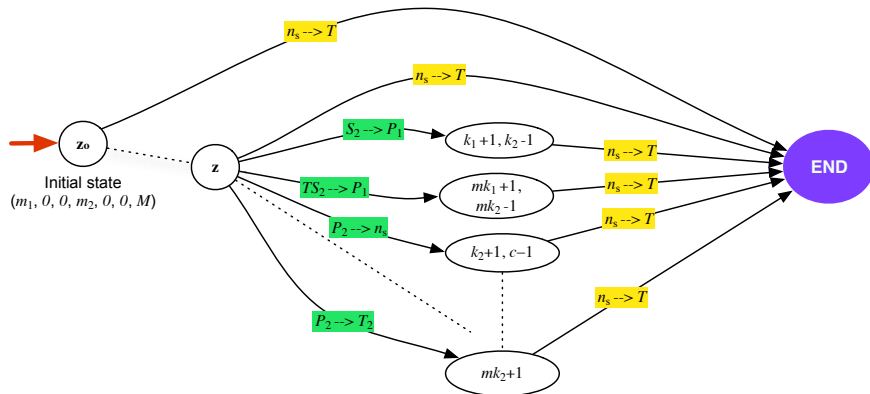 n_s --> T
n_s --> T
z_o
S_2 --> P_1
k_1+1, k_2-1
n_s --> T
z
END
Initial state
(m_1, 0, 0, m_2, 0, 0, M)
TS_2 --> P_1
mk_1+1,
mk_2-1
n_s --> T
P_2 --> n_s
k_2+1, c-1
n_s --> T
P_2 --> T_2
n_s --> T
mk_2+1